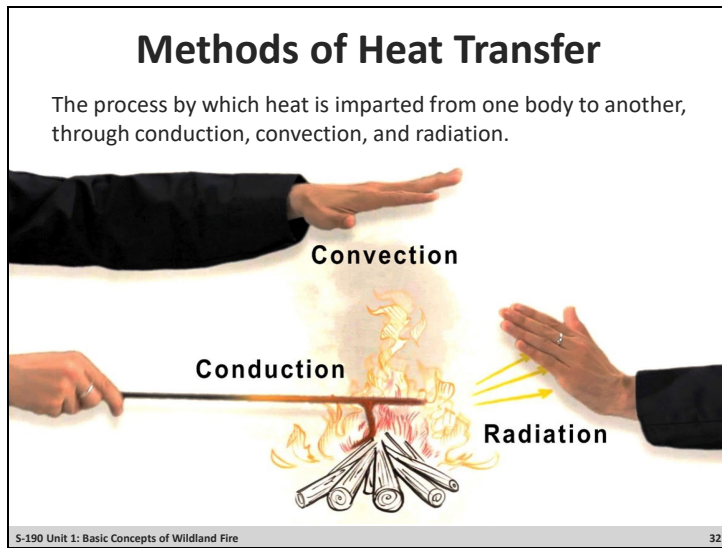 Methods of Heat Transfer
The process by which heat is imparted from one body to another,
through conduction, convection, and radiation.
Convection
Conduction
Radiation
S-190 Unit 1: Basic Concepts of Wildland Fire
32